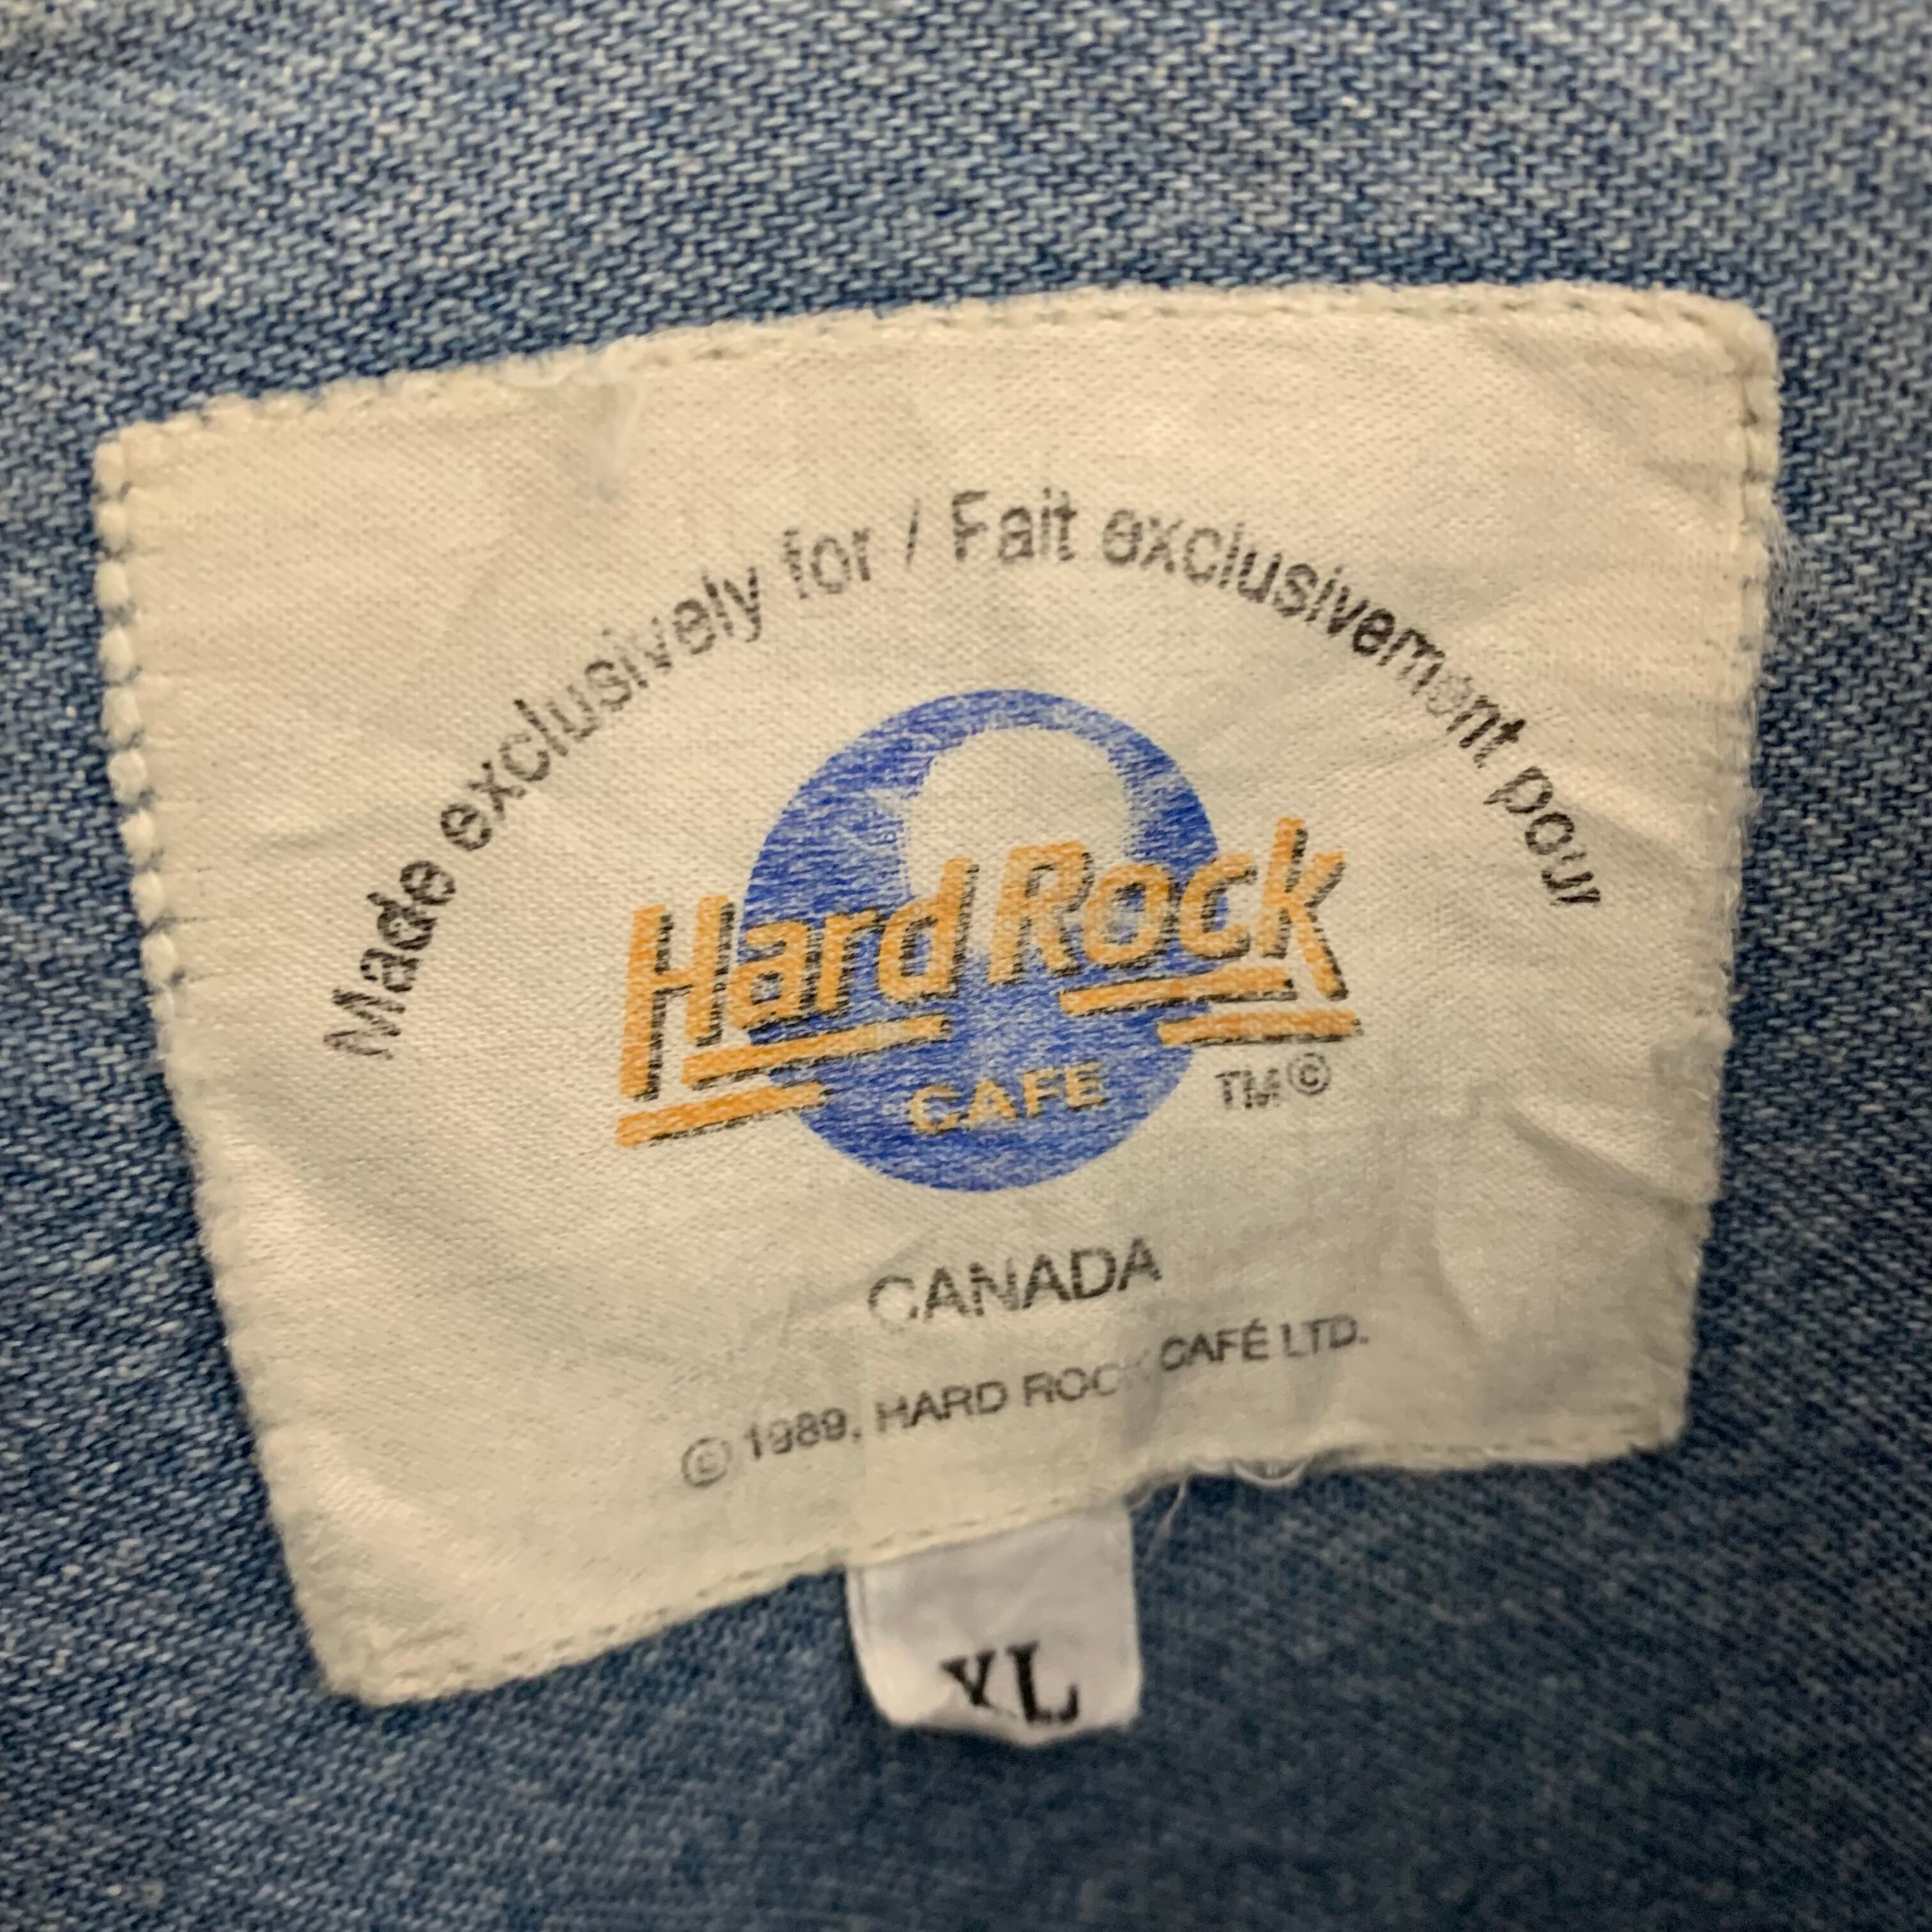 Made exclusively for / Fait exclusivement pour
Hard Rock
CAFE
TM©
CANADA
© 1989, HARD ROCK CAFÉ LTD.
XL